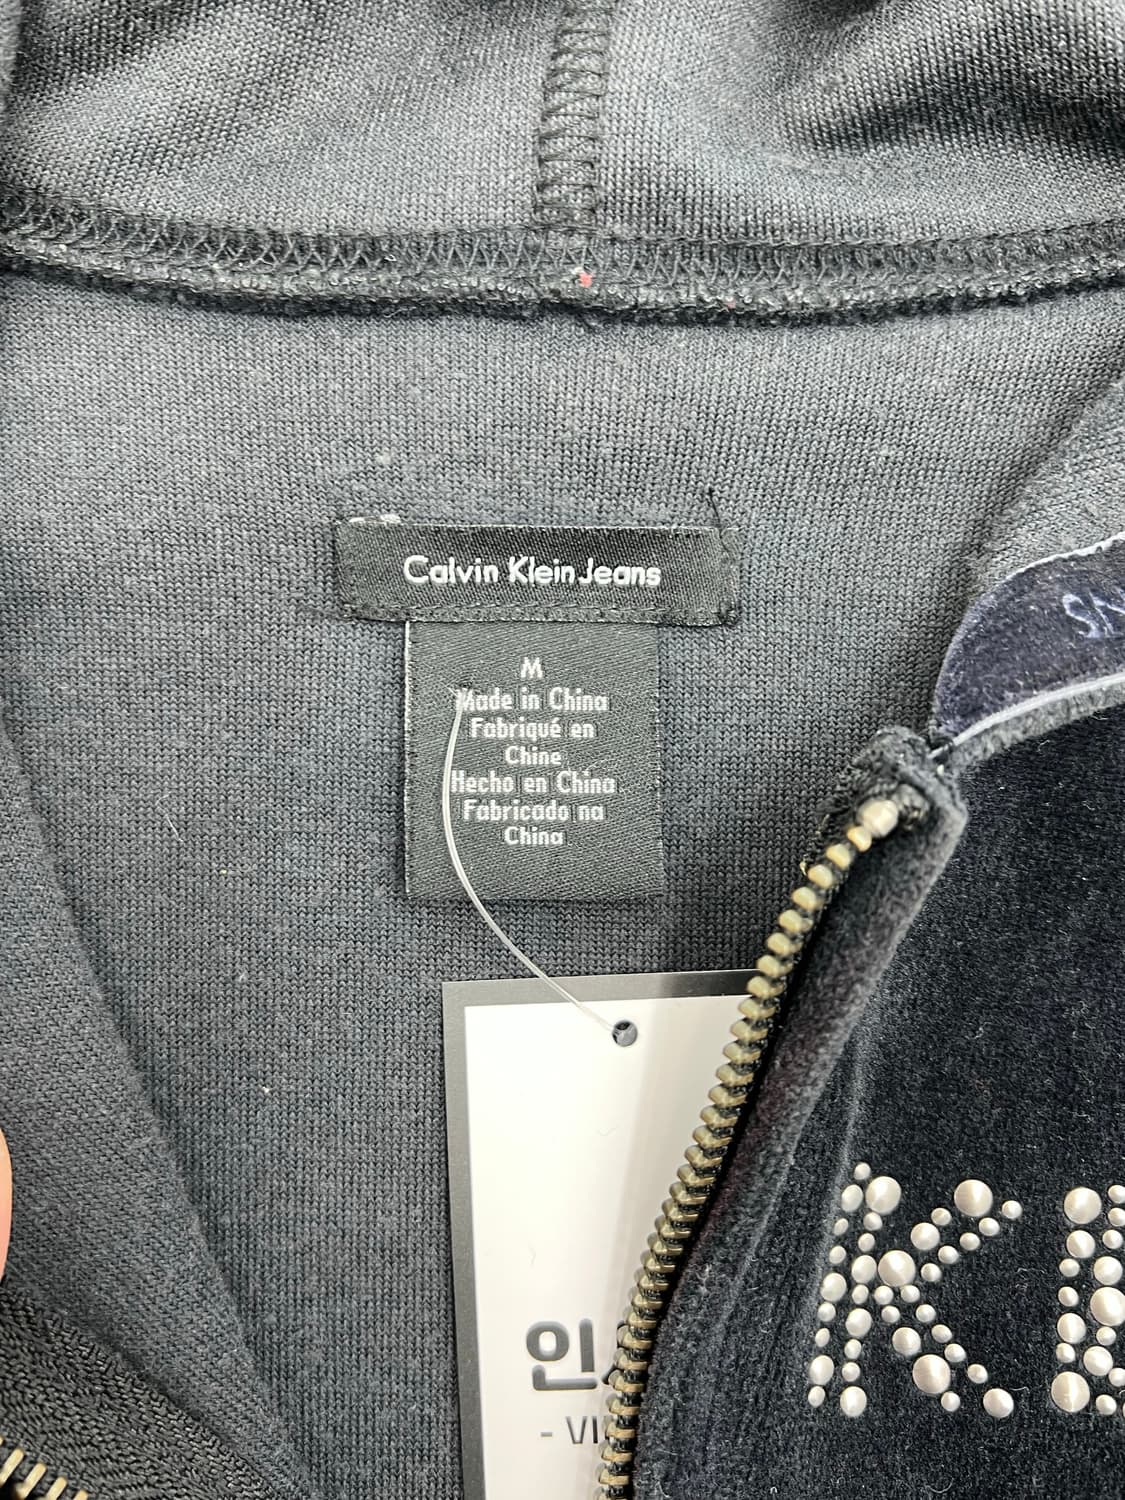 Calvin Klein Jeans
M
Made in China
Fabriqué en
Chine
Hecho en China
Fabricado na
China
K